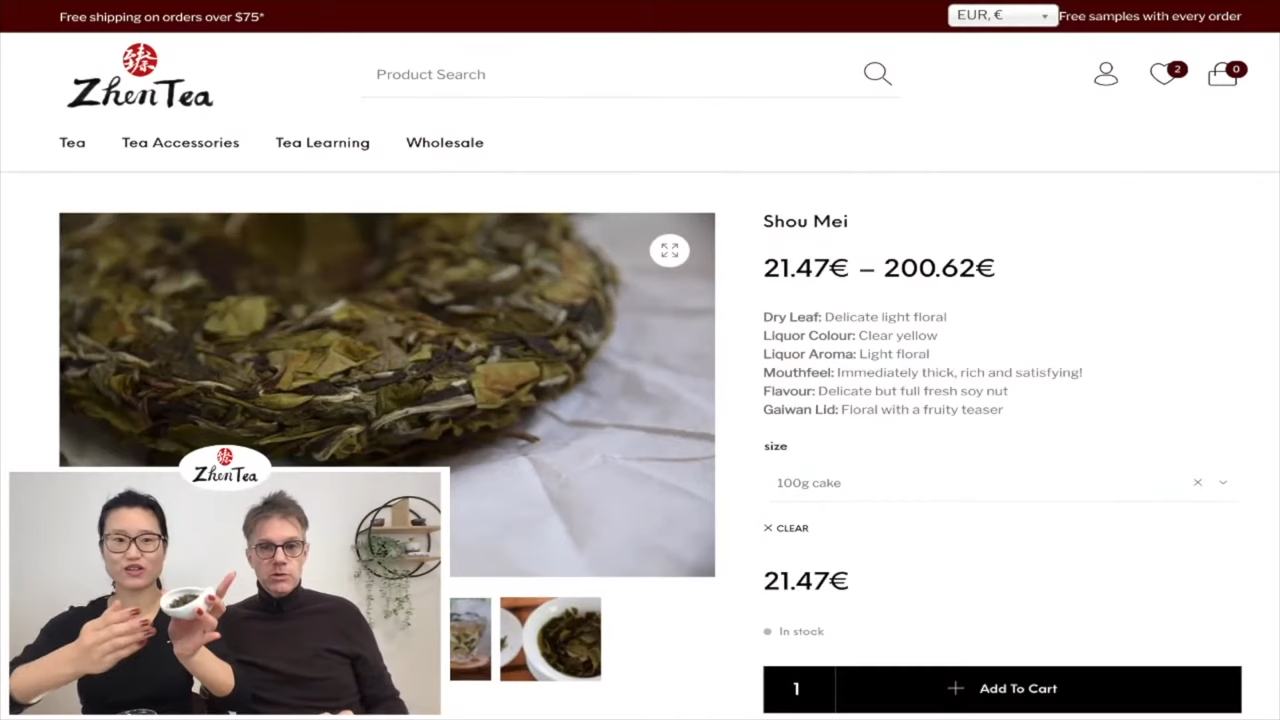 Free shipping on orders over $75*
EUR, €
Free samples with every order
臻
Zhen Tea
Product Search
2
0
Tea
Tea Accessories
Tea Learning
Wholesale
Shou Mei
21.47€ – 200.62€
Dry Leaf: Delicate light floral
Liquor Colour: Clear yellow
Liquor Aroma: Light floral
Mouthfeel: Immediately thick, rich and satisfying!
Flavour: Delicate but full fresh soy nut
Gaiwan Lid: Floral with a fruity teaser
size
100g cake
CLEAR
21.47€
In stock
1
Add To Cart
臻
Zhen Tea